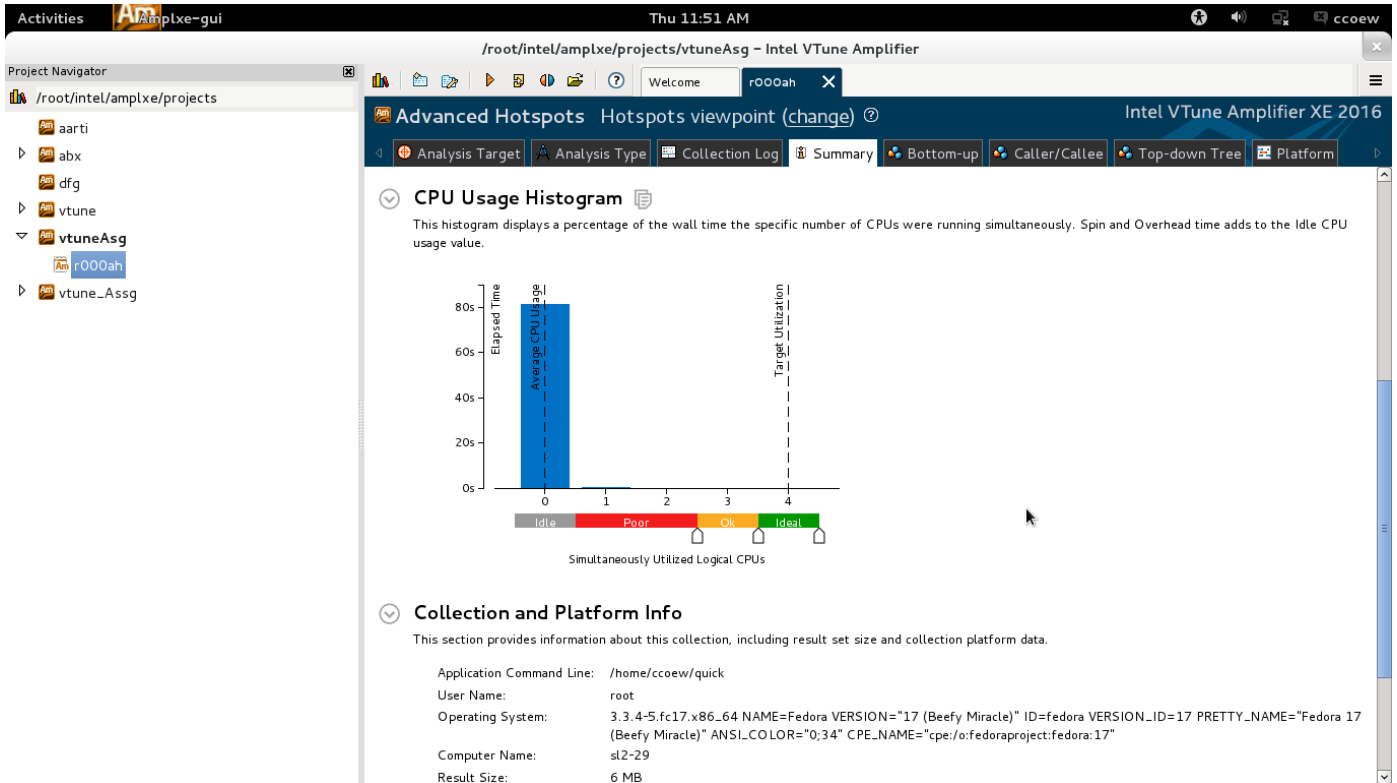 Activities
Am
Amplxe-gui
Thu 11:51 AM
ccoew
/root/intel/amplxe/projects/vtuneAsg - Intel VTune Amplifier
Project Navigator
/root/intel/amplxe/projects
aarti
abx
dfg
vtune
vtuneAsg
r000ah
vtune_Assg
Welcome
r000ah
Advanced Hotspots Hotspots viewpoint (change)
Intel VTune Amplifier XE 2016
Analysis Target
Analysis Type
Collection Log
Summary
Bottom-up
Caller/Callee
Top-down Tree
Platform
CPU Usage Histogram
This histogram displays a percentage of the wall time the specific number of CPUs were running simultaneously. Spin and Overhead time adds to the Idle CPU
usage value.
Elapsed Time
Average CPU Usage
Target Utilization
80s
60s
40s
20s
0s
0 1 2 3 4
Idle Poor Ok Ideal
Simultaneously Utilized Logical CPUs
Collection and Platform Info
This section provides information about this collection, including result set size and collection platform data.
Application Command Line: /home/ccoew/quick
User Name: root
Operating System: 3.3.4-5.fc17.x86_64 NAME=Fedora VERSION="17 (Beefy Miracle)" ID=fedora VERSION_ID=17 PRETTY_NAME="Fedora 17
(Beefy Miracle)" ANSI_COLOR="0;34" CPE_NAME="cpe:/o:fedoraproject:fedora:17"
Computer Name: sl2-29
Result Size: 6 MB